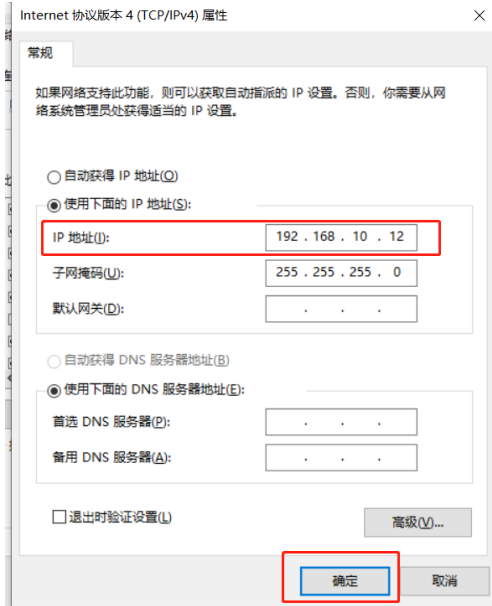 Internet 协议版本 4 (TCP/IPv4) 属性
常规
如果网络支持此功能，则可以获取自动指派的 IP 设置。否则，你需要从网
络系统管理员处获得适当的 IP 设置。
自动获得 IP 地址(O)
使用下面的 IP 地址(S):
IP 地址(I): 192 . 168 . 10 . 12
子网掩码(U): 255 . 255 . 255 . 0
默认网关(D): . . .
自动获得 DNS 服务器地址(B)
使用下面的 DNS 服务器地址(E):
首选 DNS 服务器(P): . . .
备用 DNS 服务器(A): . . .
退出时验证设置(L)
高级(V)...
确定 取消